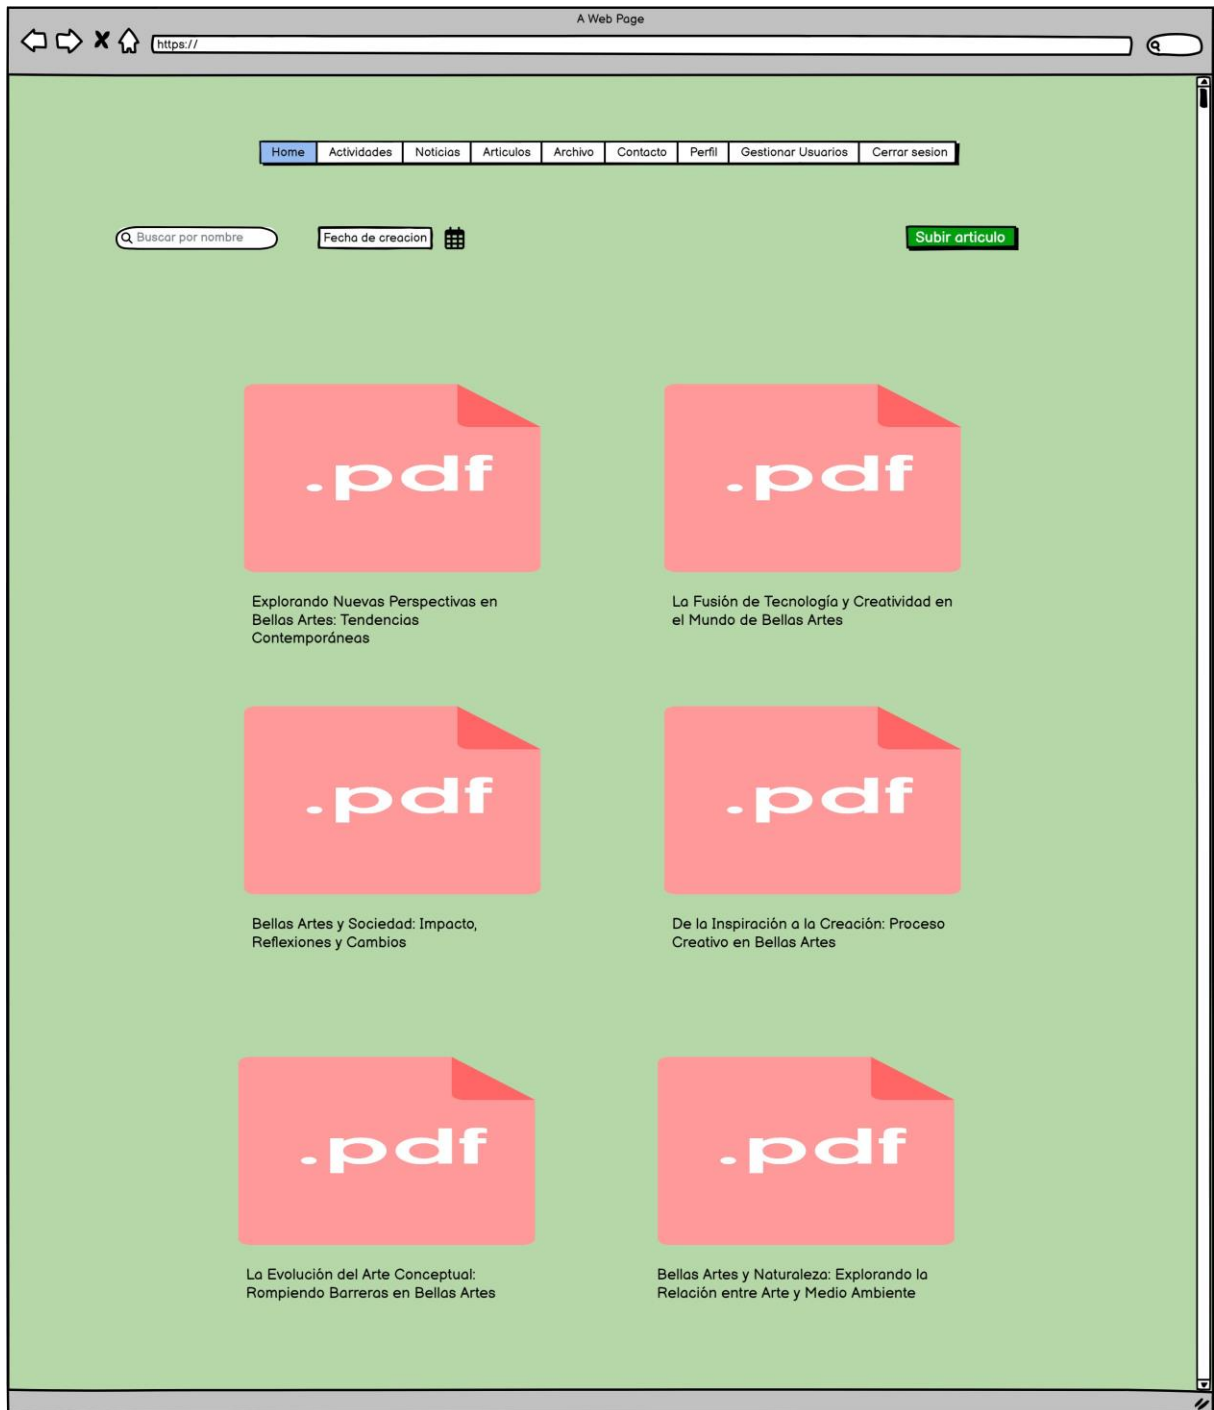 A Web Page
https://
Home Actividades Noticias Articulos Archivo Contacto Perfil Gestionar Usuarios Cerrar sesion
Buscar por nombre Fecha de creacion Subir articulo
.pdf .pdf
Explorando Nuevas Perspectivas en
Bellas Artes: Tendencias
Contemporáneas
La Fusión de Tecnología y Creatividad en
el Mundo de Bellas Artes
.pdf .pdf
Bellas Artes y Sociedad: Impacto,
Reflexiones y Cambios
De la Inspiración a la Creación: Proceso
Creativo en Bellas Artes
.pdf .pdf
La Evolución del Arte Conceptual:
Rompiendo Barreras en Bellas Artes
Bellas Artes y Naturaleza: Explorando la
Relación entre Arte y Medio Ambiente